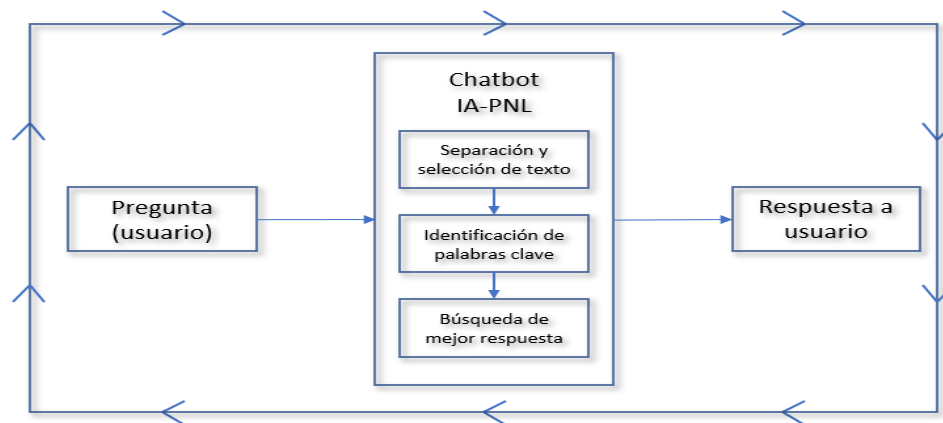 Chatbot
IA-PNL
Separación y
selección de texto
Pregunta
(usuario)
Identificación de
palabras clave
Respuesta a
usuario
Búsqueda de
mejor respuesta